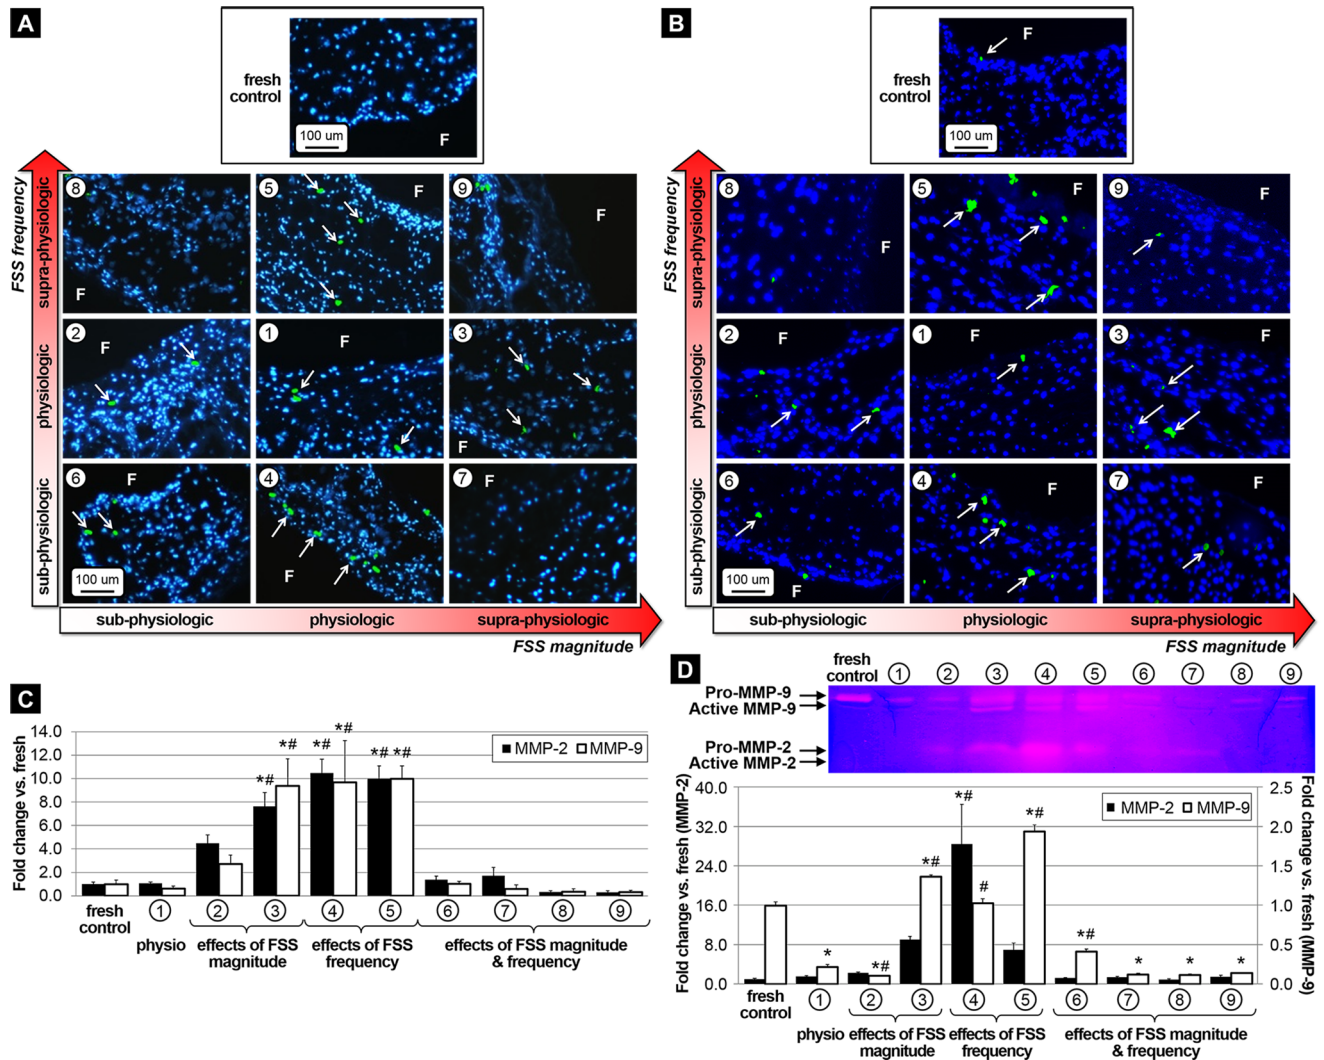 A
fresh
control
F
100 um
FSS frequency
supra-physiologic
physiologic
sub-physiologic
8
F
5
F
9
F
2
F
1
F
3
F
6
F
100 um
4
F
7
F
sub-physiologic
physiologic
supra-physiologic
FSS magnitude
B
fresh
control
F
100 um
FSS frequency
supra-physiologic
physiologic
sub-physiologic
8
F
5
F
9
F
2
F
1
F
3
F
6
F
100 um
4
F
7
F
sub-physiologic
physiologic
supra-physiologic
FSS magnitude
C
Fold change vs. fresh
14.0
12.0
10.0
8.0
6.0
4.0
2.0
0.0
MMP-2 MMP-9
*# *# *# *# *# *#
fresh
control
1 2 3 4 5 6 7 8 9
physio
effects of FSS
magnitude
effects of FSS
frequency
effects of FSS magnitude
& frequency
D
fresh
control
1 2 3 4 5 6 7 8 9
Pro-MMP-9
Active MMP-9
Pro-MMP-2
Active MMP-2
Fold change vs. fresh (MMP-2)
40.0
32.0
24.0
16.0
8.0
0.0
MMP-2 MMP-9
* *# *# *# # *# *# * * *
2.5
2.0
1.5
1.0
0.5
0.0
Fold change vs. fresh (MMP-9)
fresh
control
1 2 3 4 5 6 7 8 9
physio
effects of FSS
magnitude
effects of FSS
frequency
effects of FSS magnitude
& frequency